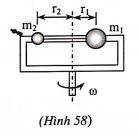 r₂ r₁
m₂ m₁
ω
(Hình 58)